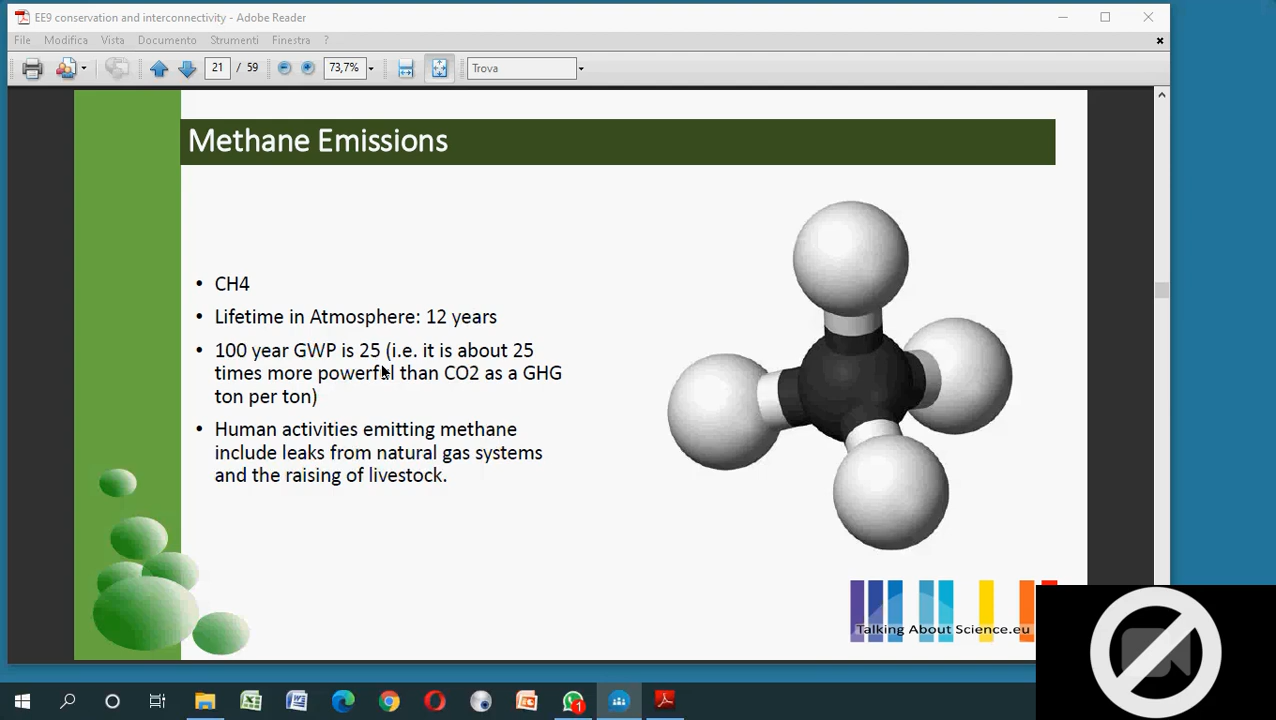 EE9 conservation and interconnectivity - Adobe Reader
File Modifica Vista Documento Strumenti Finestra ?
21 / 59 73,7% Trova
Methane Emissions
• CH4
• Lifetime in Atmosphere: 12 years
• 100 year GWP is 25 (i.e. it is about 25
times more powerful than CO2 as a GHG
ton per ton)
• Human activities emitting methane
include leaks from natural gas systems
and the raising of livestock.
Talking About Science.eu
1